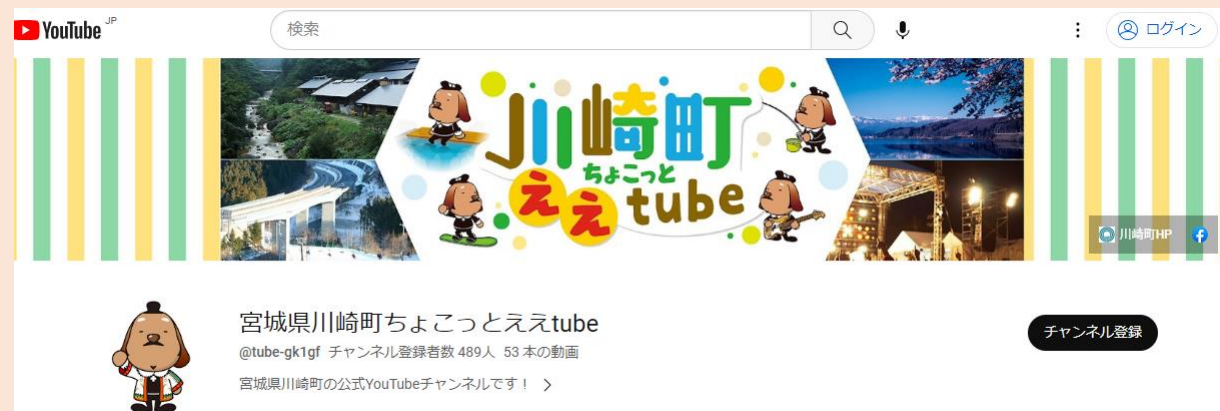 YouTube JP
検索
ログイン
川崎町
ちょこっと
ええtube
川崎町HP
宮城県川崎町ちょこっとええtube
チャンネル登録
@tube-gk1gf チャンネル登録者数 489人 53 本の動画
宮城県川崎町の公式YouTubeチャンネルです！